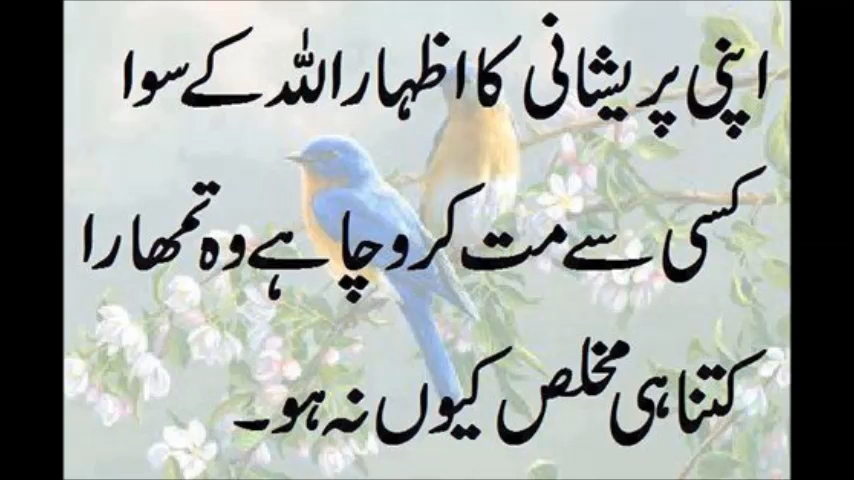 اپنی پریشانی کا اظہار اللہ کے سوا
کسی سے مت کرو چاہے وہ تمھارا
کتنا ہی مخلص کیوں نہ ہو۔